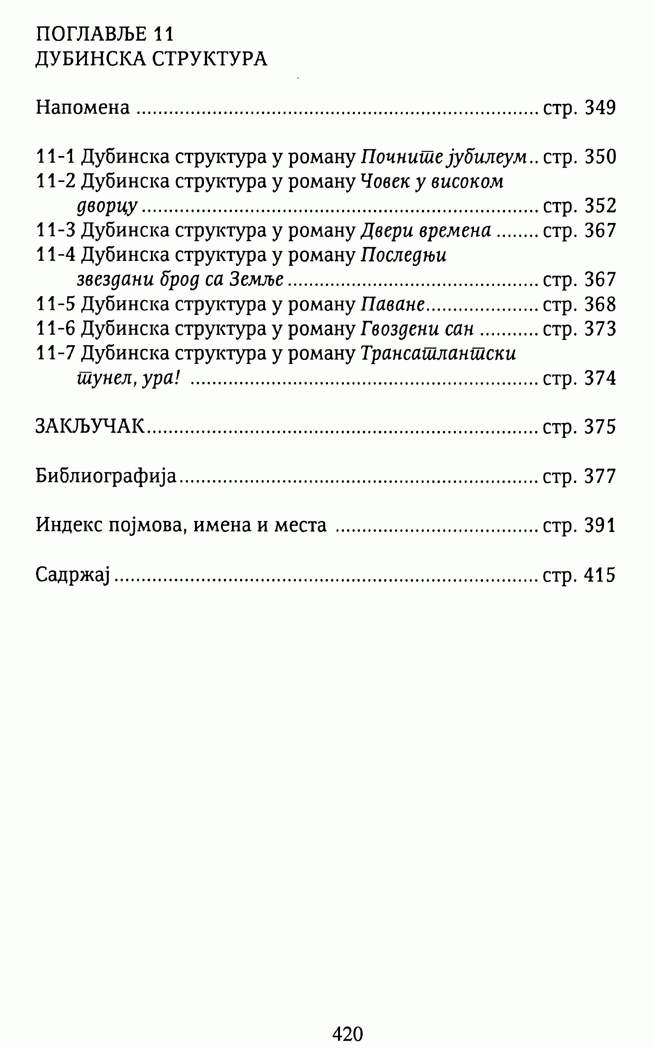 ПОГЛАВЉЕ 11
ДУБИНСКА СТРУКТУРА
Напомена ............................................................... стр. 349
11-1 Дубинска структура у роману Почните јубилеум.. стр. 350
11-2 Дубинска структура у роману Човек у високом
дворцу ............................................................... стр. 352
11-3 Дубинска структура у роману Двери времена ........ стр. 367
11-4 Дубинска структура у роману Последњи
звездани брод са Земље ........................................ стр. 367
11-5 Дубинска структура у роману Паване.................... стр. 368
11-6 Дубинска структура у роману Гвоздени сан ........... стр. 373
11-7 Дубинска структура у роману Трансатлантски
тунел, ура! ........................................................ стр. 374
ЗАКЉУЧАК............................................................... стр. 375
Библиографија......................................................... стр. 377
Индекс појмова, имена и места .................................... стр. 391
Садржај .................................................................. стр. 415
420